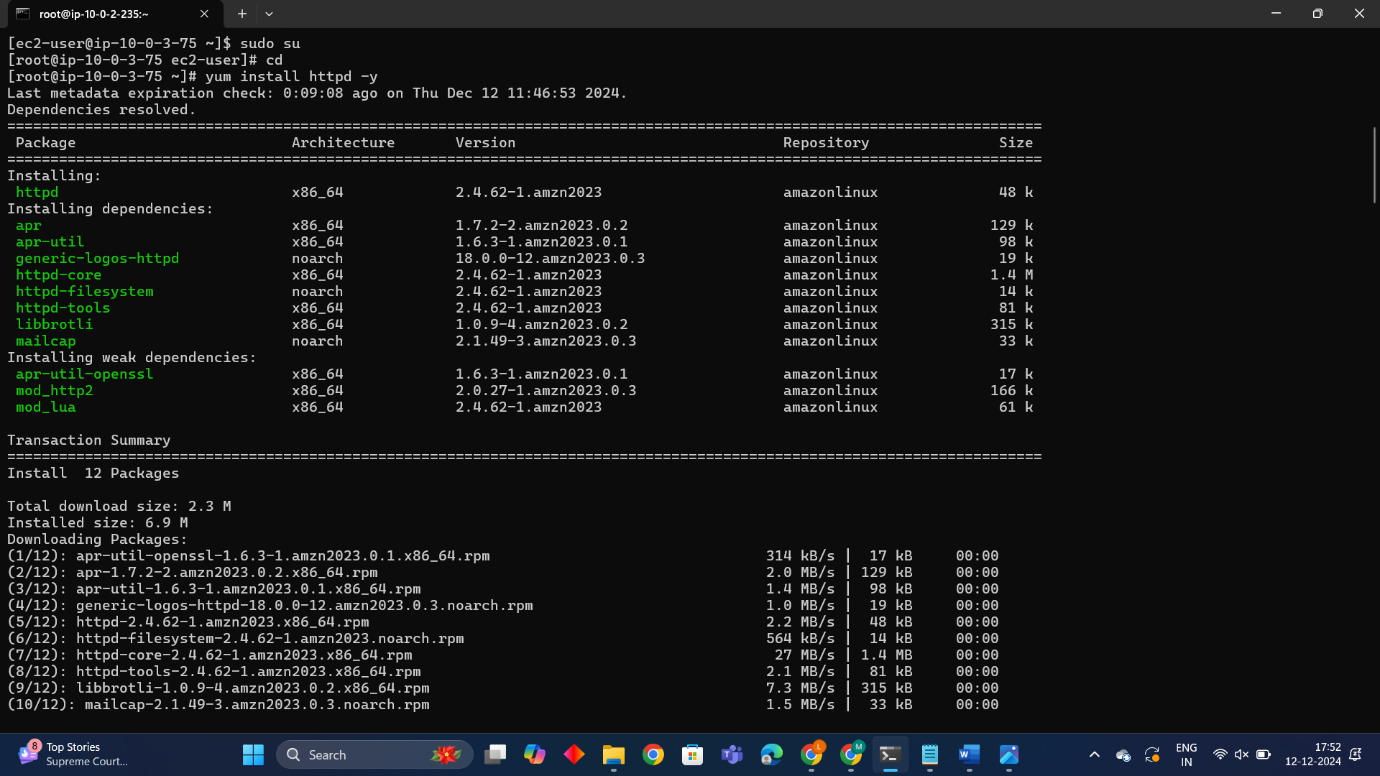 root@ip-10-0-2-235:~
[ec2-user@ip-10-0-3-75 ~]$ sudo su
[root@ip-10-0-3-75 ec2-user]# cd
[root@ip-10-0-3-75 ~]# yum install httpd -y
Last metadata expiration check: 0:09:08 ago on Thu Dec 12 11:46:53 2024.
Dependencies resolved.
Package Architecture Version Repository Size
Installing:
httpd x86_64 2.4.62-1.amzn2023 amazonlinux 48 k
Installing dependencies:
apr x86_64 1.7.2-2.amzn2023.0.2 amazonlinux 129 k
apr-util x86_64 1.6.3-1.amzn2023.0.1 amazonlinux 98 k
generic-logos-httpd noarch 18.0.0-12.amzn2023.0.3 amazonlinux 19 k
httpd-core x86_64 2.4.62-1.amzn2023 amazonlinux 1.4 M
httpd-filesystem noarch 2.4.62-1.amzn2023 amazonlinux 14 k
httpd-tools x86_64 2.4.62-1.amzn2023 amazonlinux 81 k
libbrotli x86_64 1.0.9-4.amzn2023.0.2 amazonlinux 315 k
mailcap noarch 2.1.49-3.amzn2023.0.3 amazonlinux 33 k
Installing weak dependencies:
apr-util-openssl x86_64 1.6.3-1.amzn2023.0.1 amazonlinux 17 k
mod_http2 x86_64 2.0.27-1.amzn2023.0.3 amazonlinux 166 k
mod_lua x86_64 2.4.62-1.amzn2023 amazonlinux 61 k
Transaction Summary
Install 12 Packages
Total download size: 2.3 M
Installed size: 6.9 M
Downloading Packages:
(1/12): apr-util-openssl-1.6.3-1.amzn2023.0.1.x86_64.rpm 314 kB/s | 17 kB 00:00
(2/12): apr-1.7.2-2.amzn2023.0.2.x86_64.rpm 2.0 MB/s | 129 kB 00:00
(3/12): apr-util-1.6.3-1.amzn2023.0.1.x86_64.rpm 1.4 MB/s | 98 kB 00:00
(4/12): generic-logos-httpd-18.0.0-12.amzn2023.0.3.noarch.rpm 1.0 MB/s | 19 kB 00:00
(5/12): httpd-2.4.62-1.amzn2023.x86_64.rpm 2.2 MB/s | 48 kB 00:00
(6/12): httpd-filesystem-2.4.62-1.amzn2023.noarch.rpm 564 kB/s | 14 kB 00:00
(7/12): httpd-core-2.4.62-1.amzn2023.x86_64.rpm 27 MB/s | 1.4 MB 00:00
(8/12): httpd-tools-2.4.62-1.amzn2023.x86_64.rpm 2.1 MB/s | 81 kB 00:00
(9/12): libbrotli-1.0.9-4.amzn2023.0.2.x86_64.rpm 7.3 MB/s | 315 kB 00:00
(10/12): mailcap-2.1.49-3.amzn2023.0.3.noarch.rpm 1.5 MB/s | 33 kB 00:00
8 Top Stories
Supreme Court...
Search
L
M
ENG
IN
17:52
12-12-2024